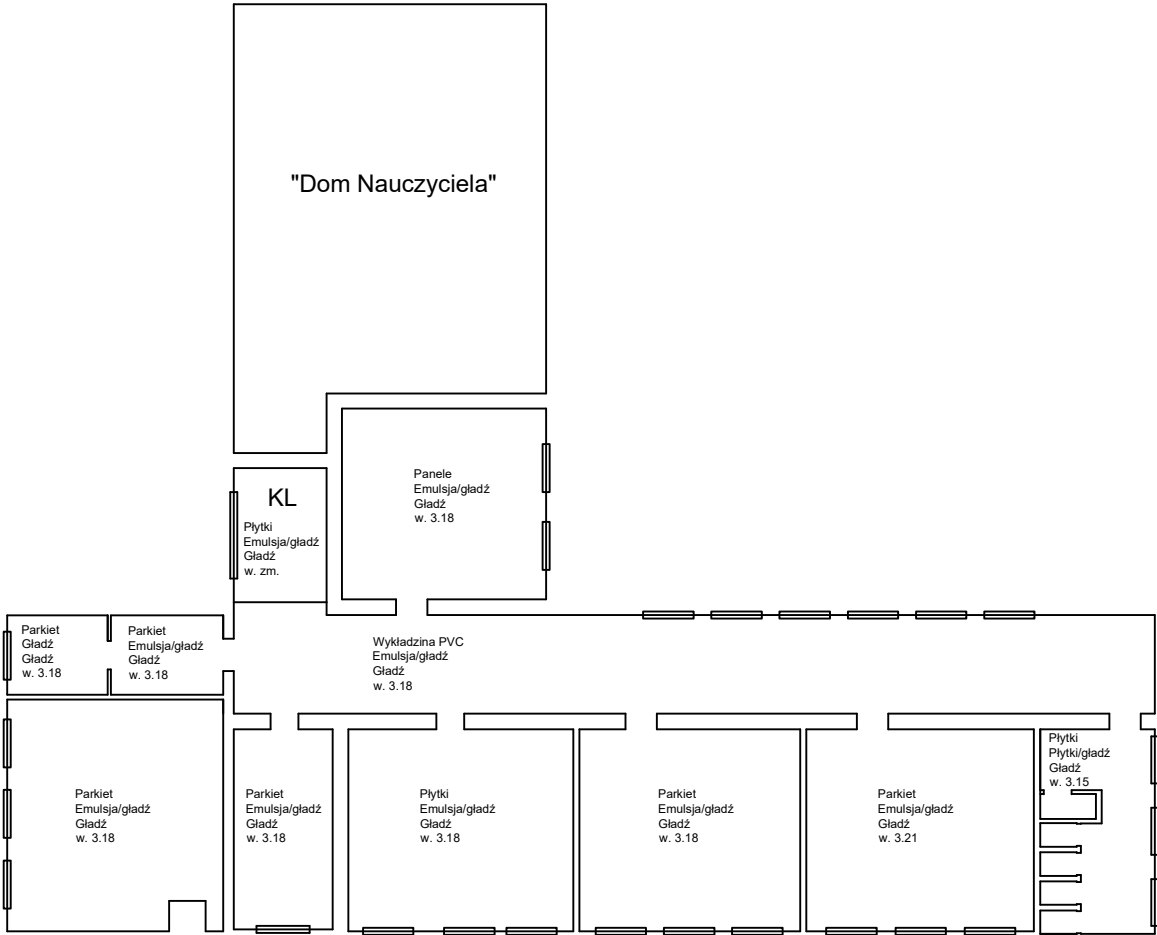 "Dom Nauczyciela"
Panele
Emulsja/gładź
Gładź
w. 3.18
KL
Płytki
Emulsja/gładź
Gładź
w. zm.
Parkiet
Gładź
Gładź
w. 3.18
Parkiet
Emulsja/gładź
Gładź
w. 3.18
Wykładzina PVC
Emulsja/gładź
Gładź
w. 3.18
Parkiet
Emulsja/gładź
Gładź
w. 3.18
Parkiet
Emulsja/gładź
Gładź
w. 3.18
Płytki
Emulsja/gładź
Gładź
w. 3.18
Parkiet
Emulsja/gładź
Gładź
w. 3.18
Parkiet
Emulsja/gładź
Gładź
w. 3.21
Płytki
Płytki/gładź
Gładź
w. 3.15